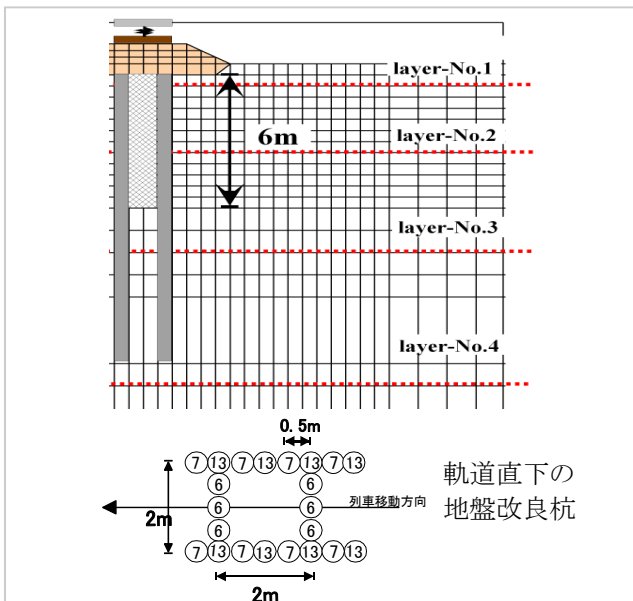 layer-No.1
6m
layer-No.2
layer-No.3
layer-No.4
0.5m
7 13 7 13 7 13 7 13
6 6
軌道直下の
6 6
列車移動方向
地盤改良杭
2m
6 6
7 13 7 13 7 13 7 13
2m